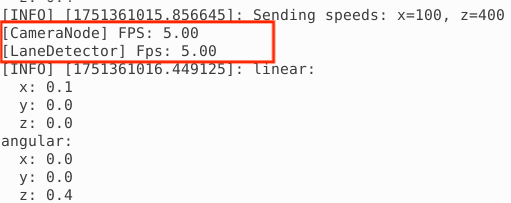 [INFO] [1751361015.856645]: Sending speeds: x=100, z=400
[CameraNode] FPS: 5.00
[LaneDetector] Fps: 5.00
[INFO] [1751361016.449125]: linear:
  x: 0.1
  y: 0.0
  z: 0.0
angular:
  x: 0.0
  y: 0.0
  z: 0.4